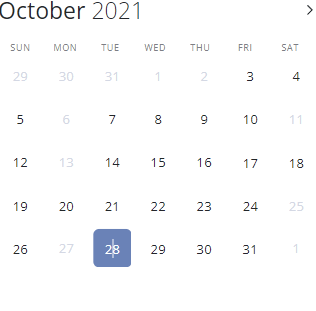 October 2021
SUN MON TUE WED THU FRI SAT
29 30 31 1 2 3 4
5 6 7 8 9 10 11
12 13 14 15 16 17 18
19 20 21 22 23 24 25
26 27 28 29 30 31 1